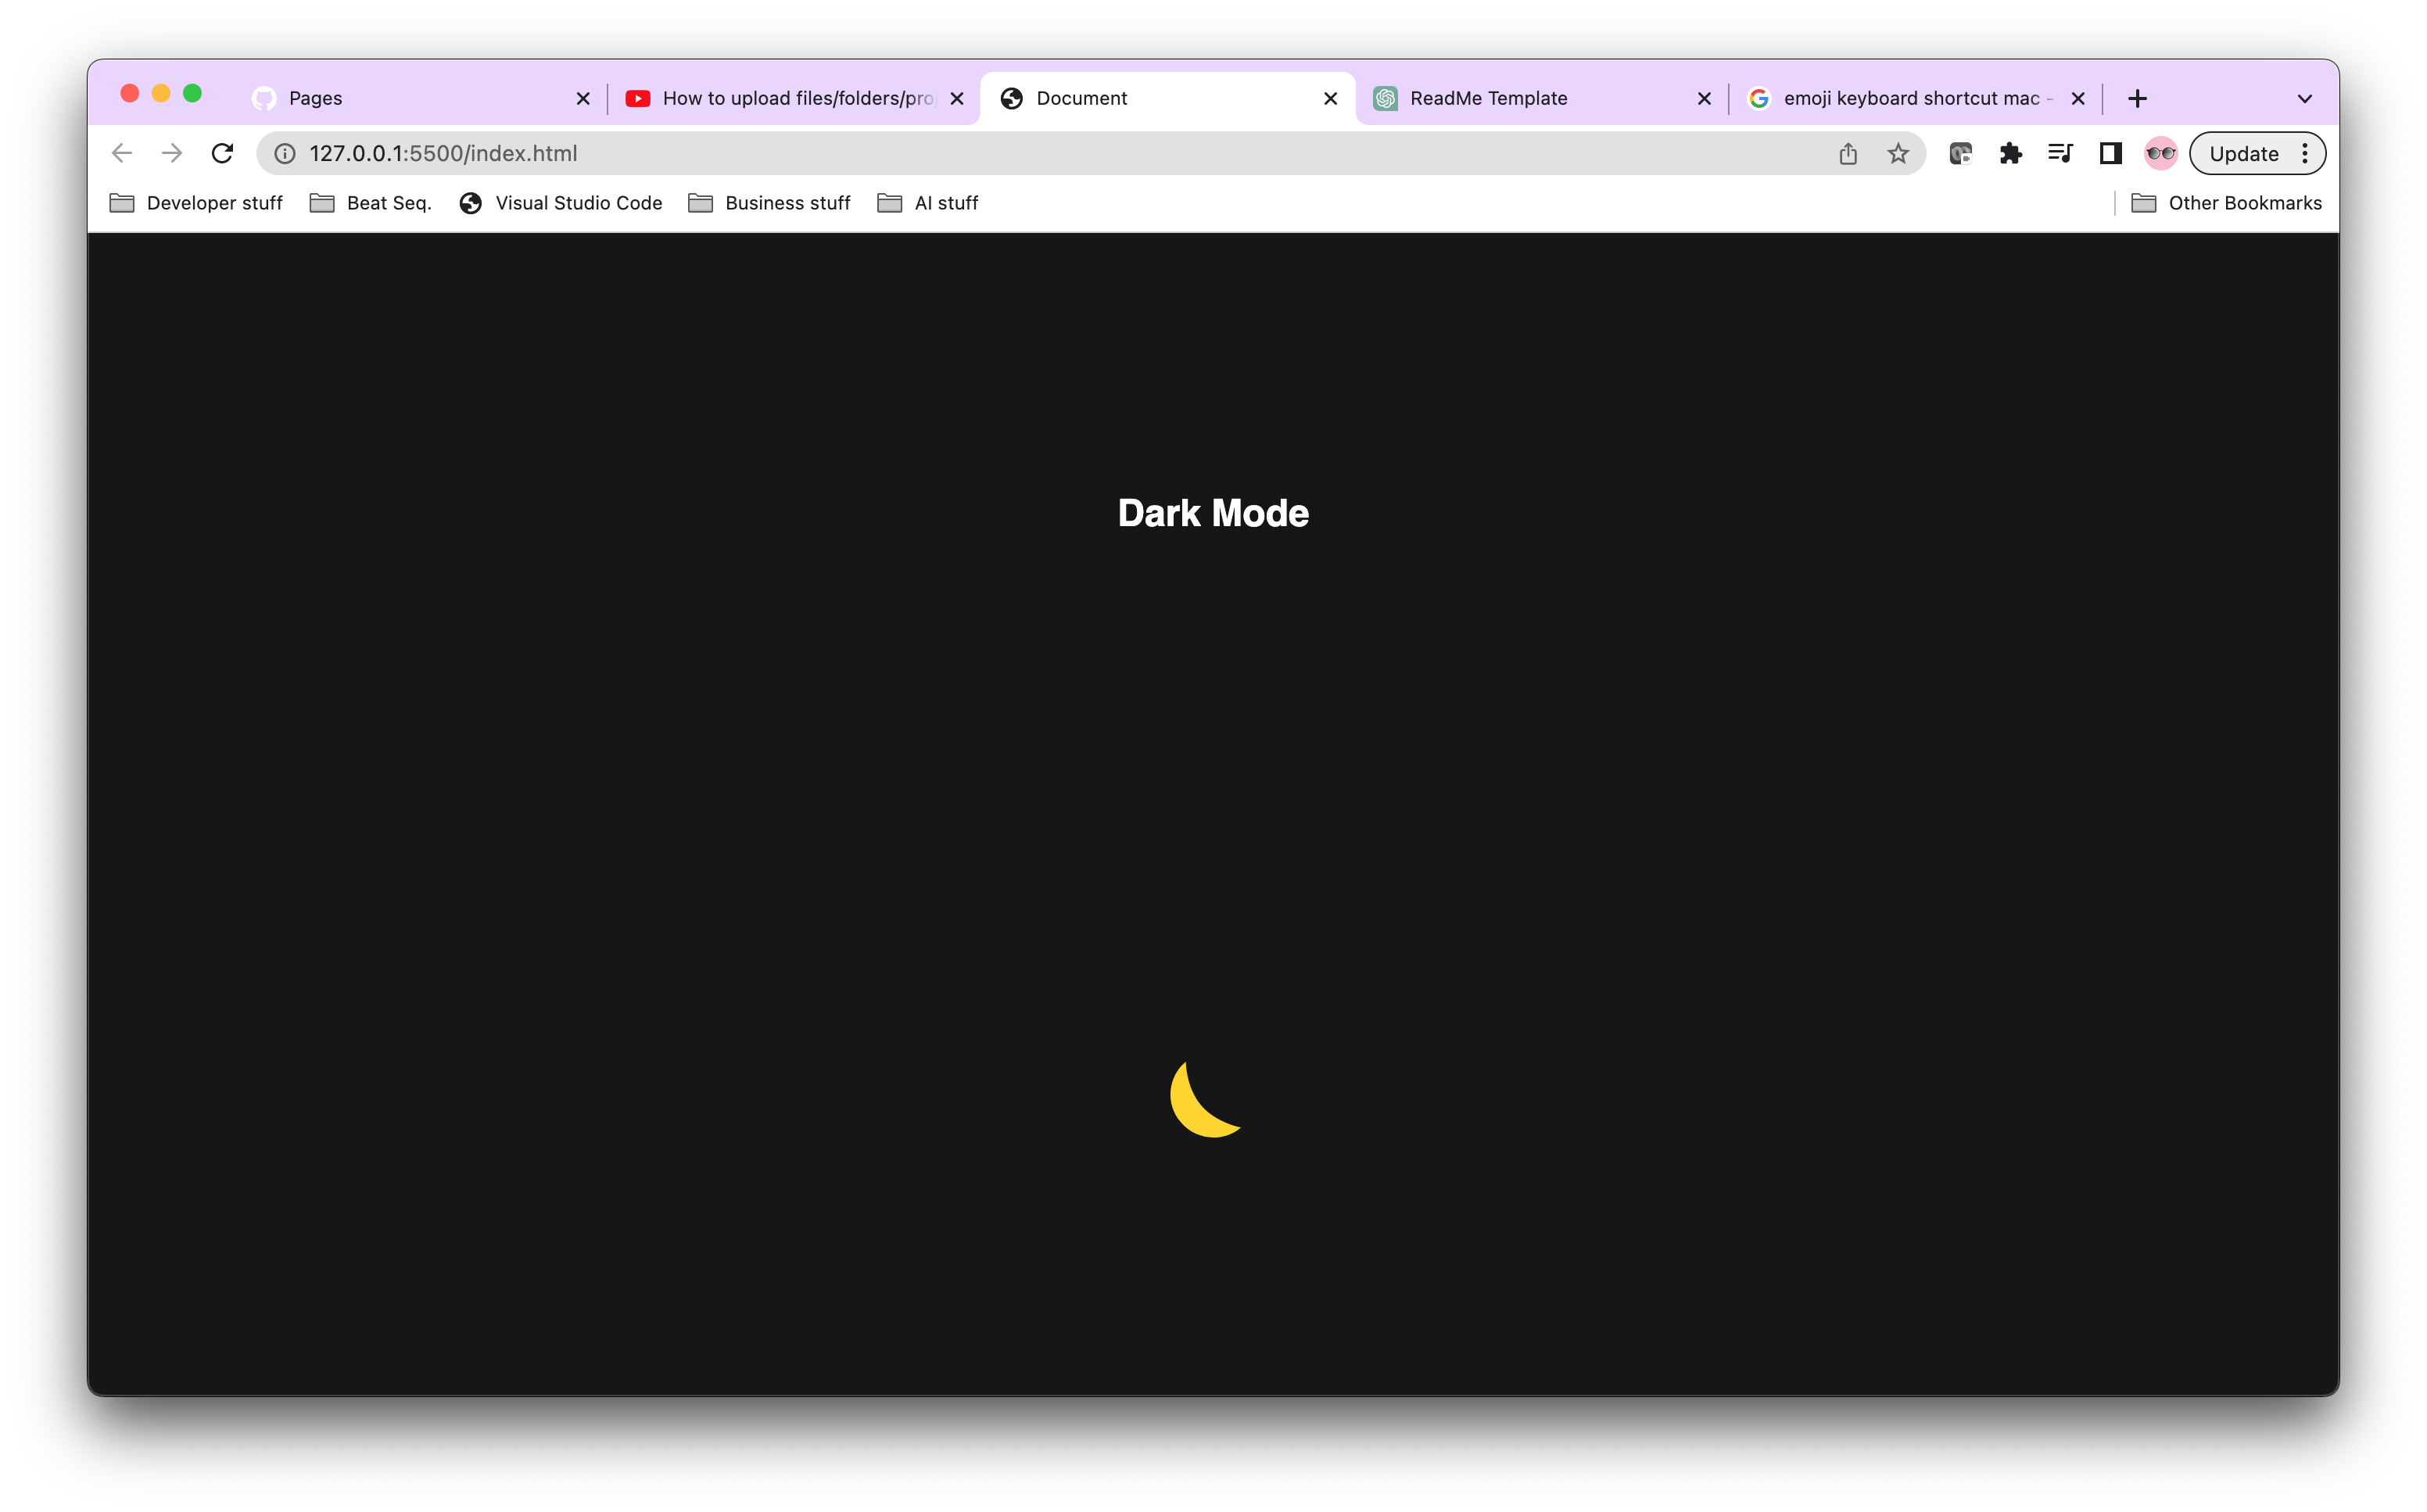 Pages
How to upload files/folders/pro
Document
ReadMe Template
emoji keyboard shortcut mac -
127.0.0.1:5500/index.html
Update
Developer stuff
Beat Seq.
Visual Studio Code
Business stuff
AI stuff
Other Bookmarks
Dark Mode